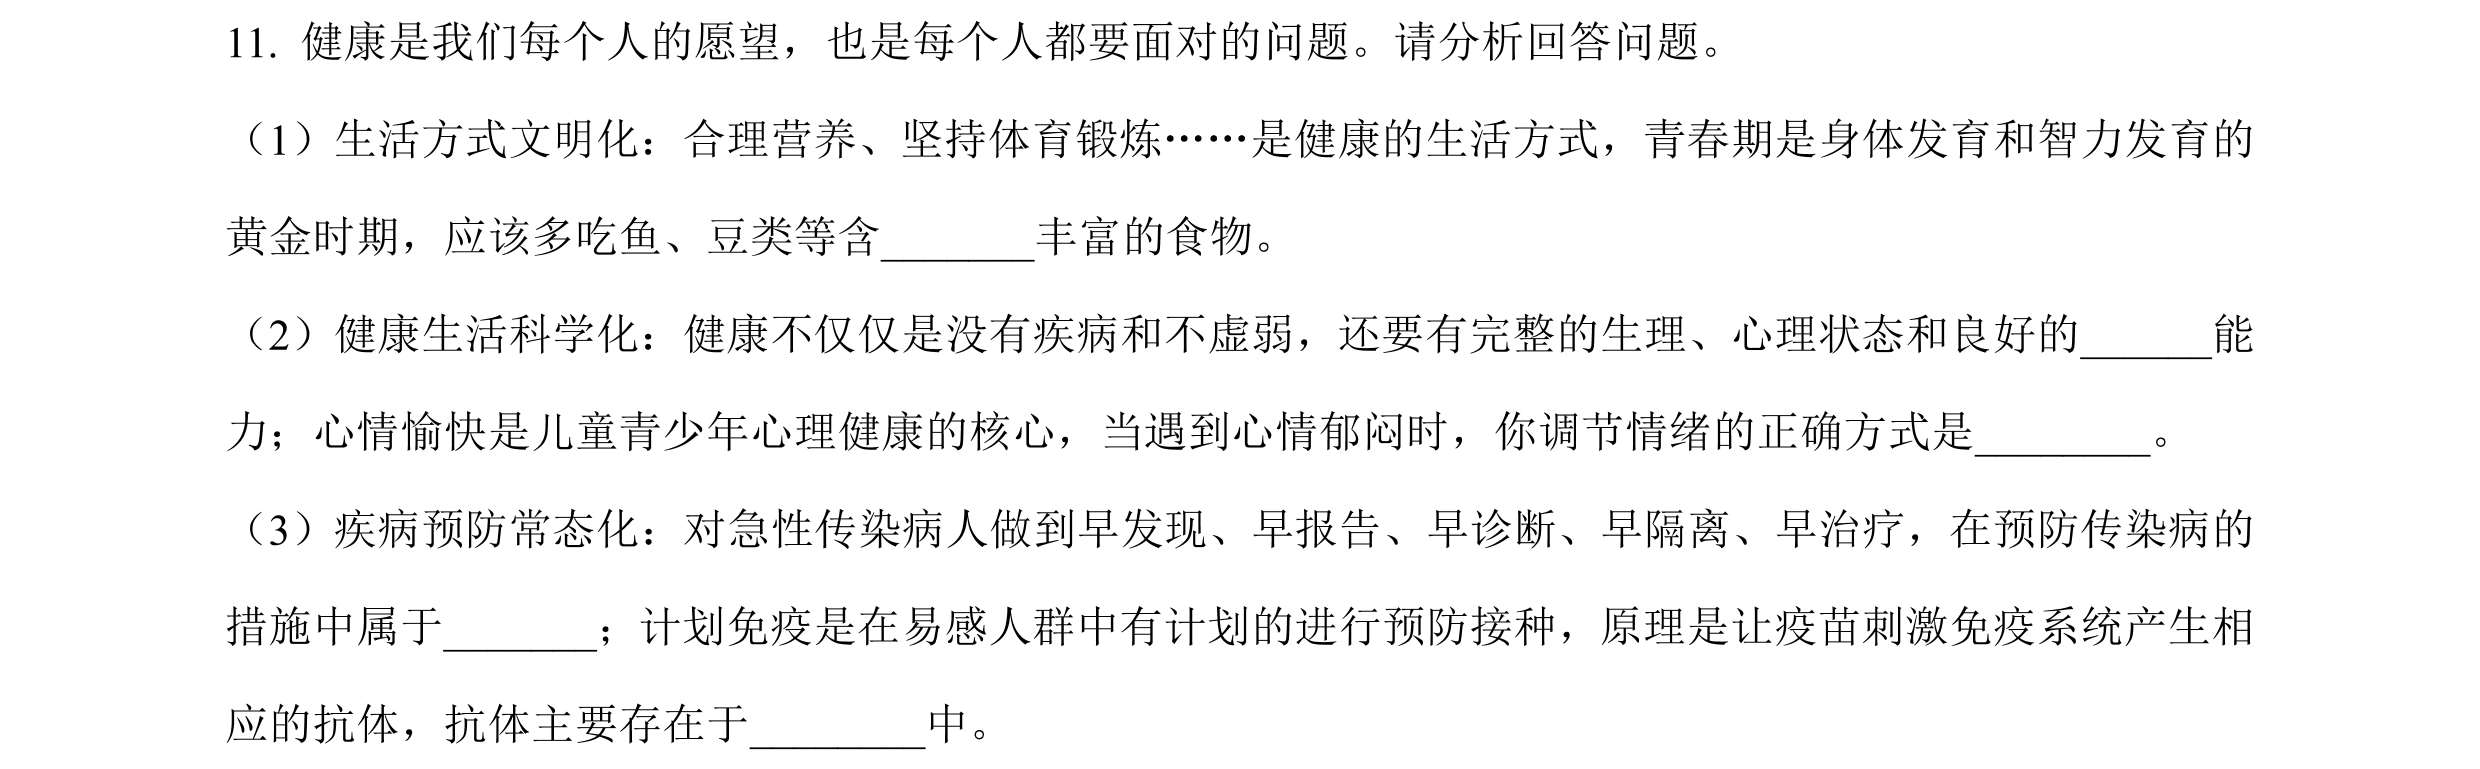 11. 健康是我们每个人的愿望，也是每个人都要面对的问题。请分析回答问题。
（1）生活方式文明化：合理营养、坚持体育锻炼……是健康的生活方式，青春期是身体发育和智力发育的
黄金时期，应该多吃鱼、豆类等含_______丰富的食物。
（2）健康生活科学化：健康不仅仅是没有疾病和不虚弱，还要有完整的生理、心理状态和良好的______能
力；心情愉快是儿童青少年心理健康的核心，当遇到心情郁闷时，你调节情绪的正确方式是________。
（3）疾病预防常态化：对急性传染病人做到早发现、早报告、早诊断、早隔离、早治疗，在预防传染病的
措施中属于_______；计划免疫是在易感人群中有计划的进行预防接种，原理是让疫苗刺激免疫系统产生相
应的抗体，抗体主要存在于________中。